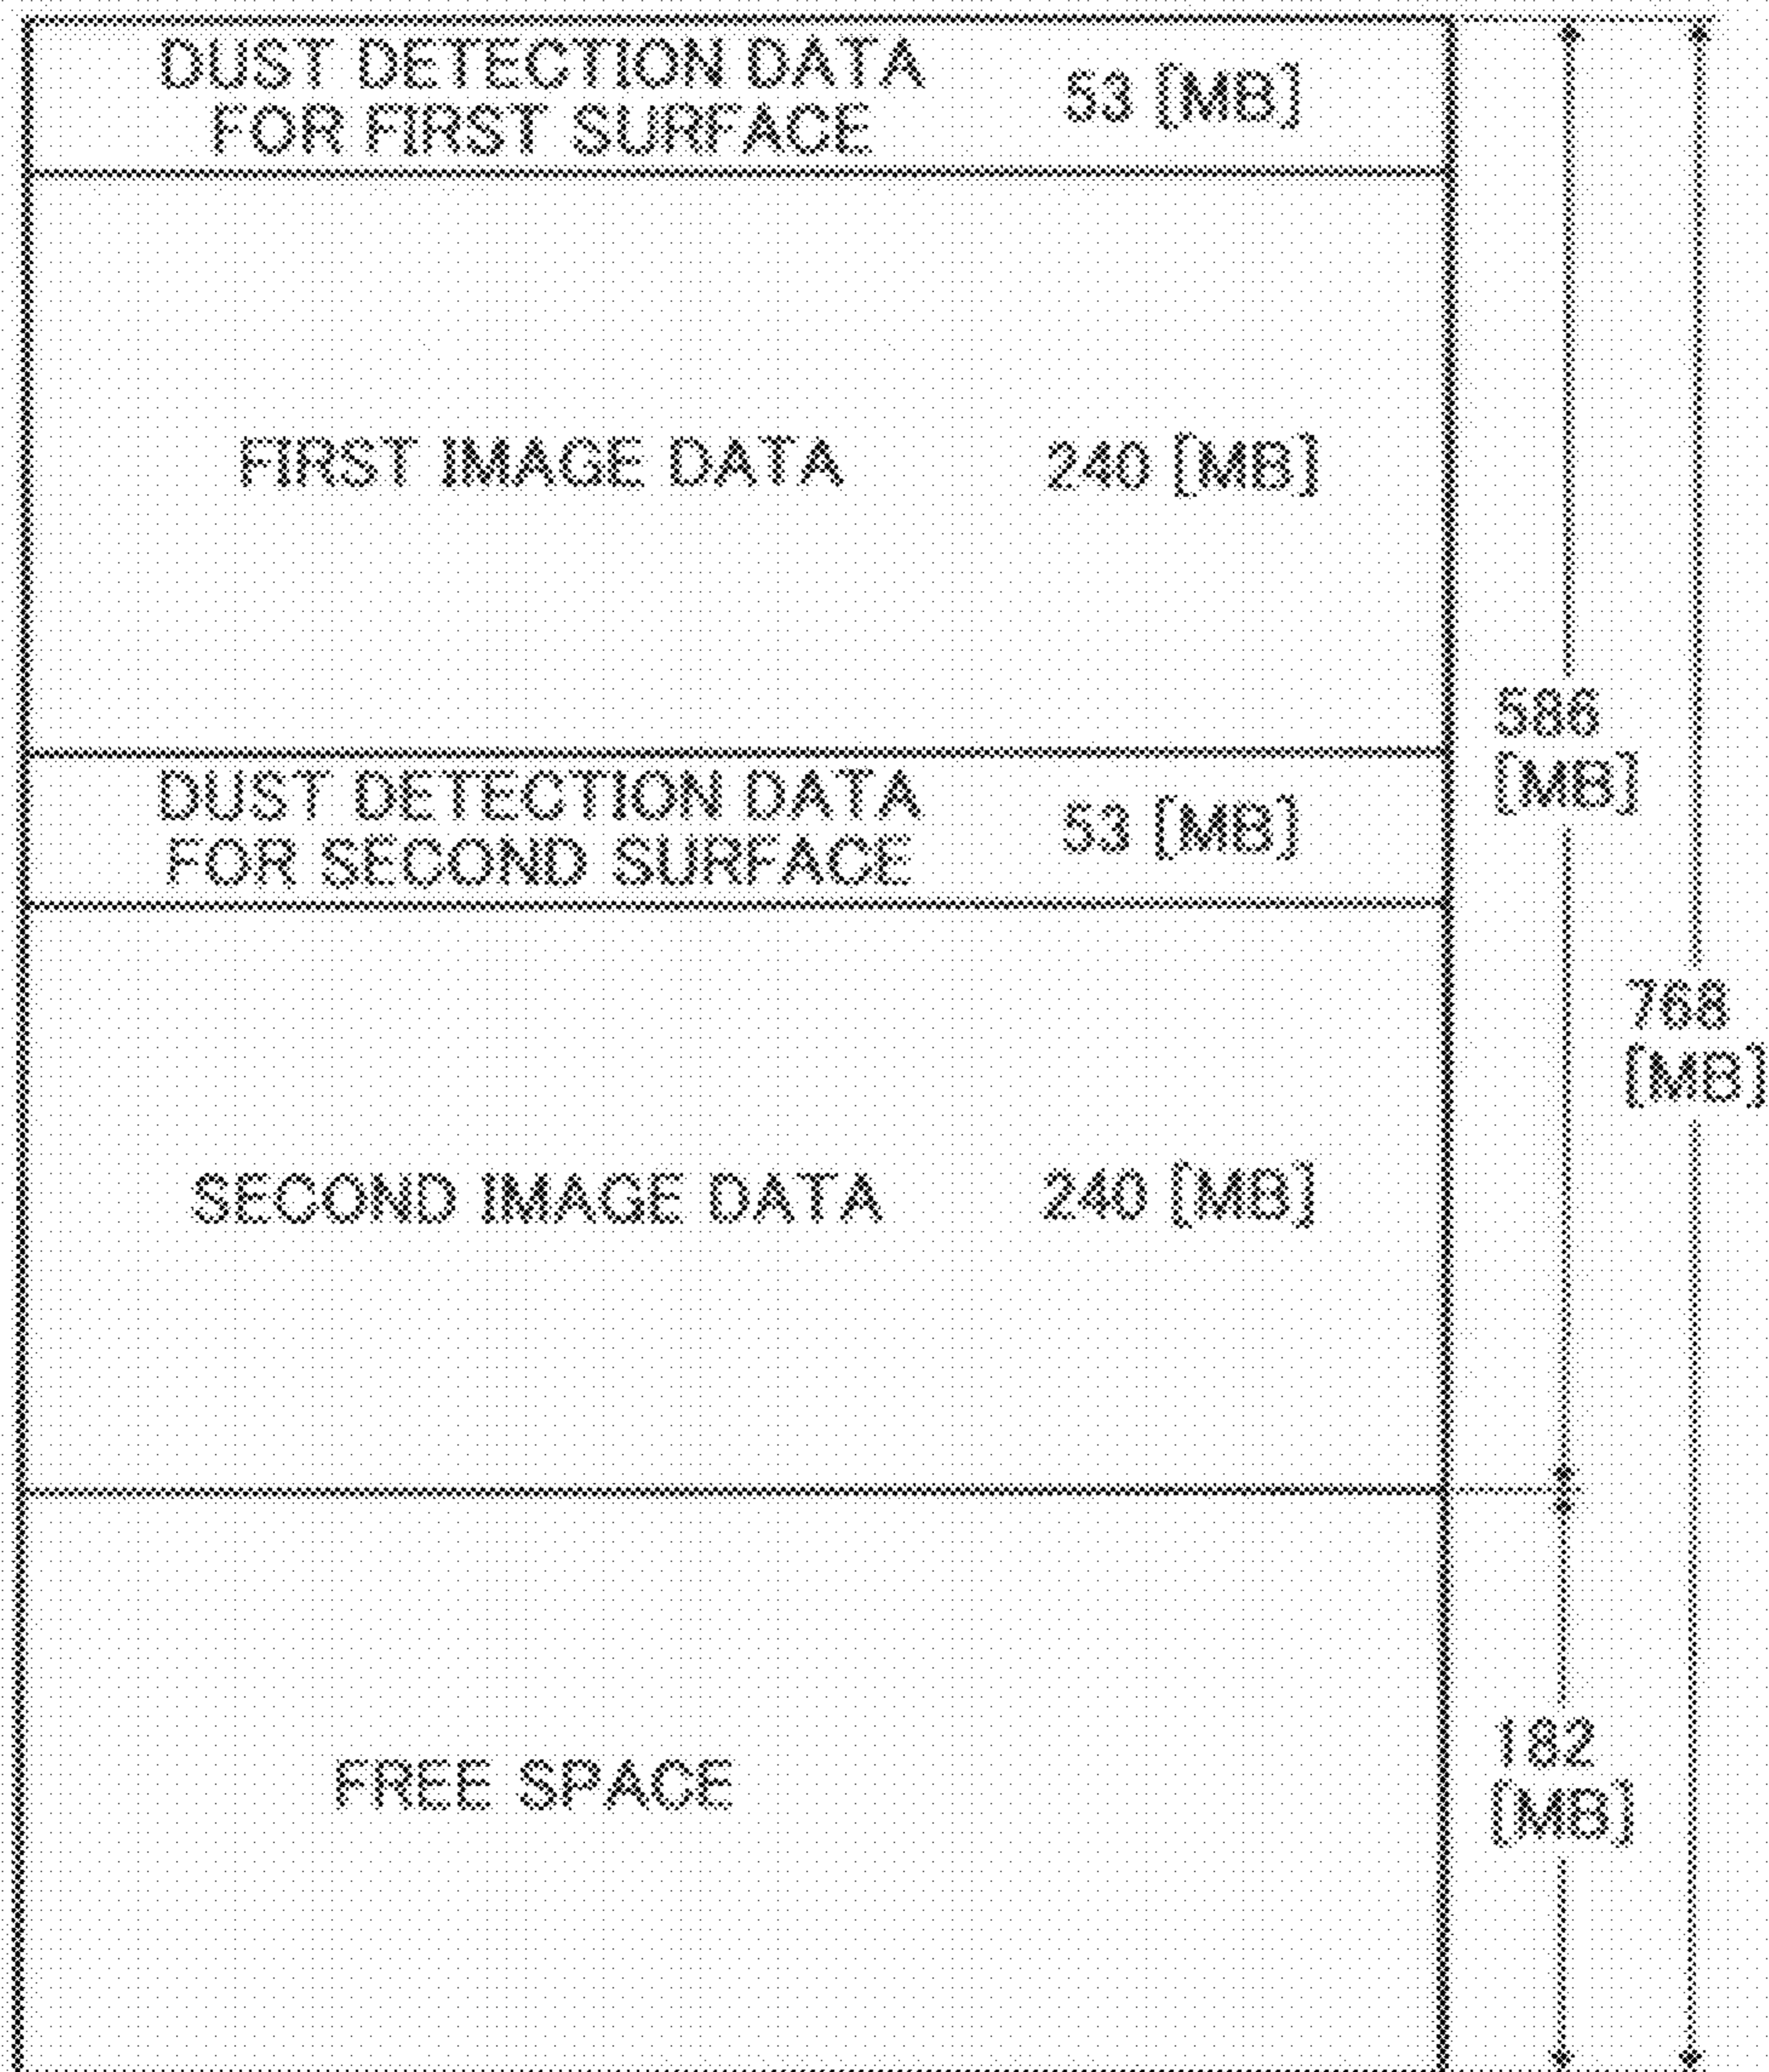 DUST DETECTION DATA
FOR FIRST SURFACE
53 [MB]
FIRST IMAGE DATA 240 [MB]
586
[MB]
DUST DETECTION DATA
FOR SECOND SURFACE
53 [MB]
768
[MB]
SECOND IMAGE DATA 240 [MB]
FREE SPACE
182
[MB]